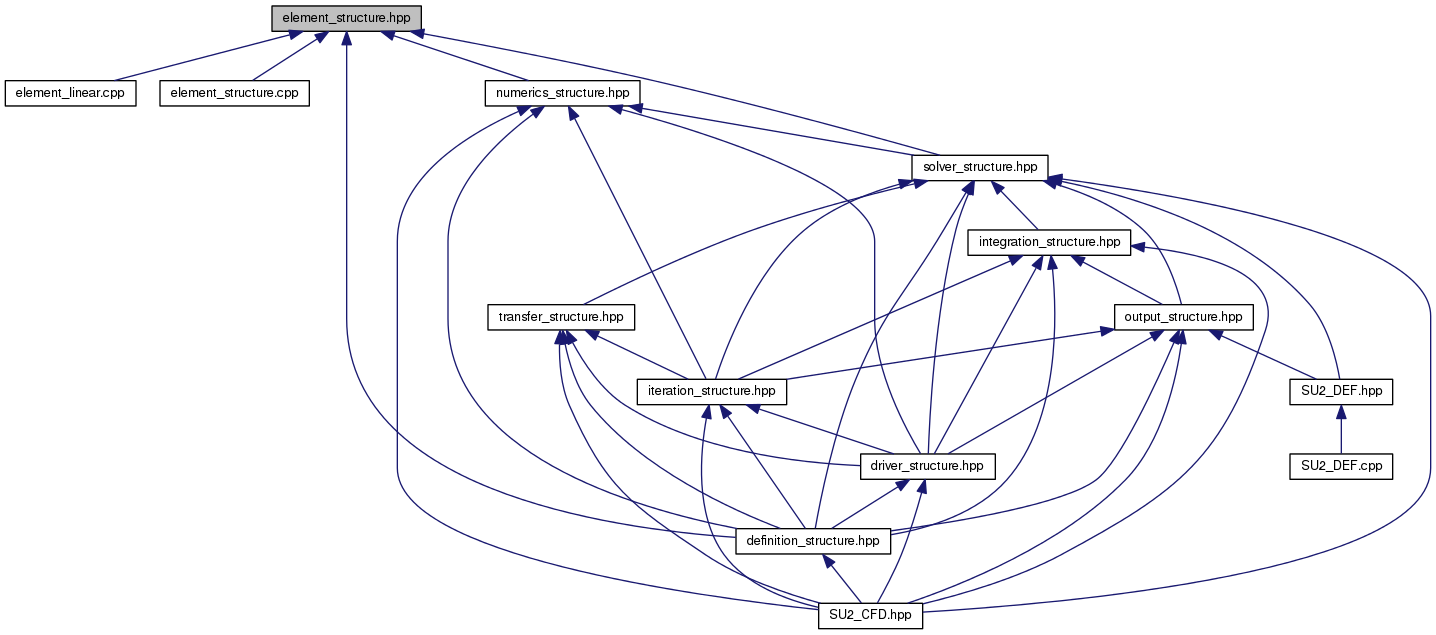 element_structure.hpp
element_linear.cpp
element_structure.cpp
numerics_structure.hpp
solver_structure.hpp
integration_structure.hpp
transfer_structure.hpp
output_structure.hpp
iteration_structure.hpp
SU2_DEF.hpp
driver_structure.hpp
SU2_DEF.cpp
definition_structure.hpp
SU2_CFD.hpp